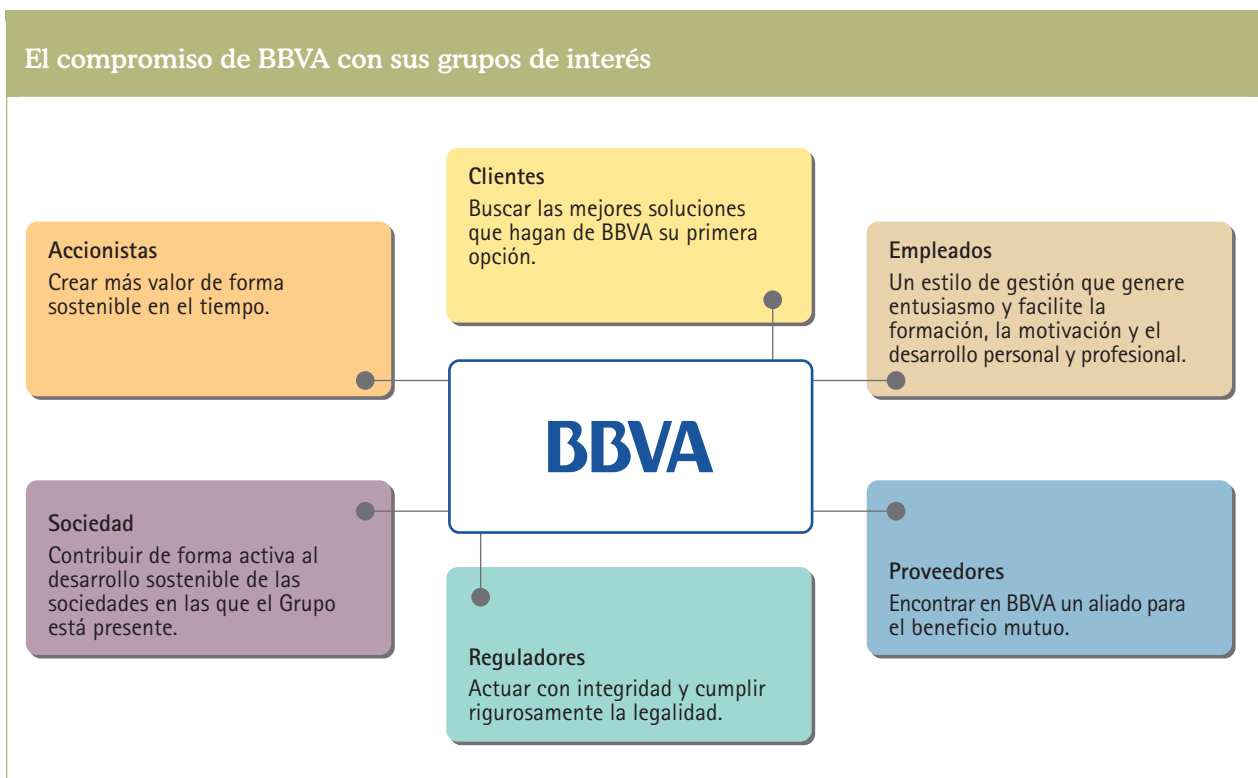 El compromiso de BBVA con sus grupos de interés
Clientes
Buscar las mejores soluciones
que hagan de BBVA su primera
opción.
Accionistas
Crear más valor de forma
sostenible en el tiempo.
Empleados
Un estilo de gestión que genere
entusiasmo y facilite la
formación, la motivación y el
desarrollo personal y profesional.
BBVA
Sociedad
Contribuir de forma activa al
desarrollo sostenible de las
sociedades en las que el Grupo
está presente.
Proveedores
Encontrar en BBVA un aliado para
el beneficio mutuo.
Reguladores
Actuar con integridad y cumplir
rigurosamente la legalidad.